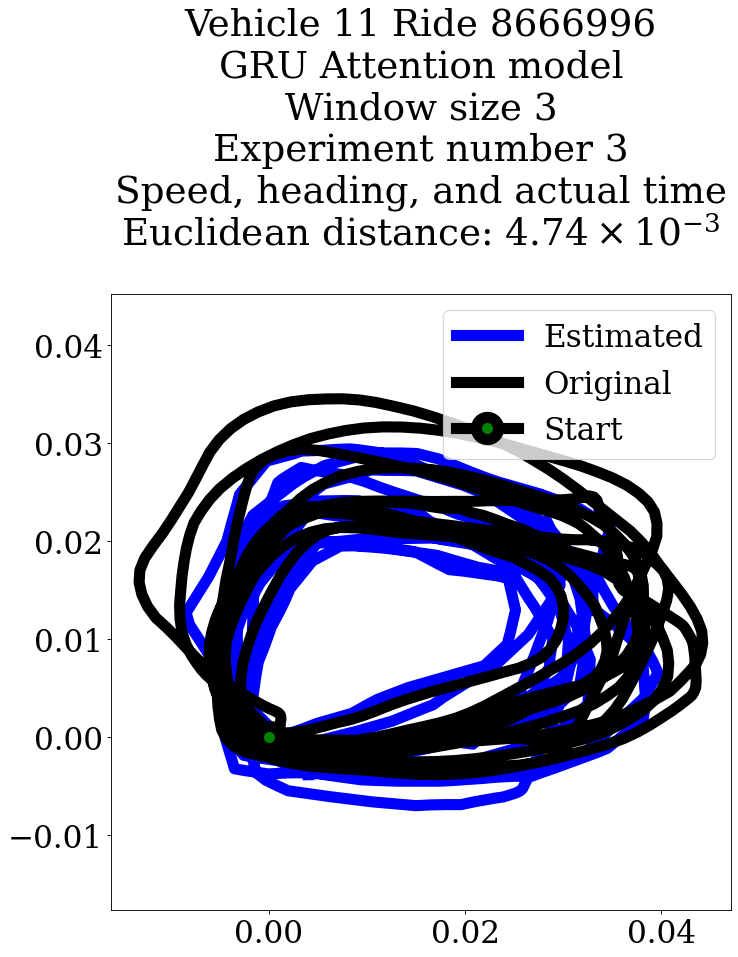 Vehicle 11 Ride 8666996
GRU Attention model
Window size 3
Experiment number 3
Speed, heading, and actual time
Euclidean distance: 4.74 × 10⁻³
Estimated
Original
Start
0.04
0.03
0.02
0.01
0.00
−0.01
0.00 0.02 0.04